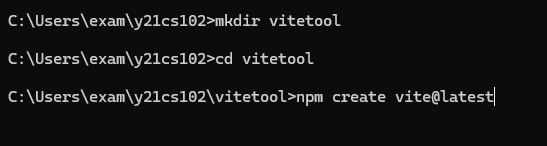 C:\Users\exam\y21cs102>mkdir vitetool
C:\Users\exam\y21cs102>cd vitetool
C:\Users\exam\y21cs102\vitetool>npm create vite@latest